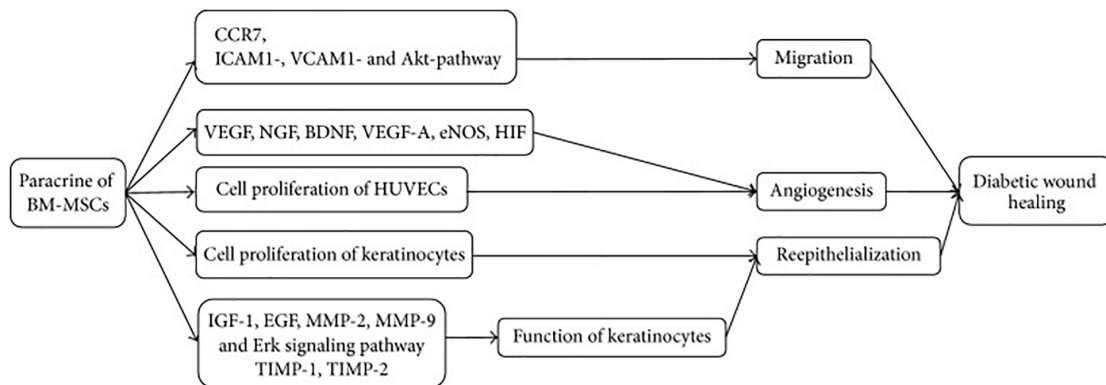 Paracrine of
BM-MSCs
CCR7,
ICAM1-, VCAM1- and Akt-pathway
VEGF, NGF, BDNF, VEGF-A, eNOS, HIF
Cell proliferation of HUVECs
Cell proliferation of keratinocytes
IGF-1, EGF, MMP-2, MMP-9
and Erk signaling pathway
TIMP-1, TIMP-2
Function of keratinocytes
Migration
Angiogenesis
Reepithelialization
Diabetic wound
healing